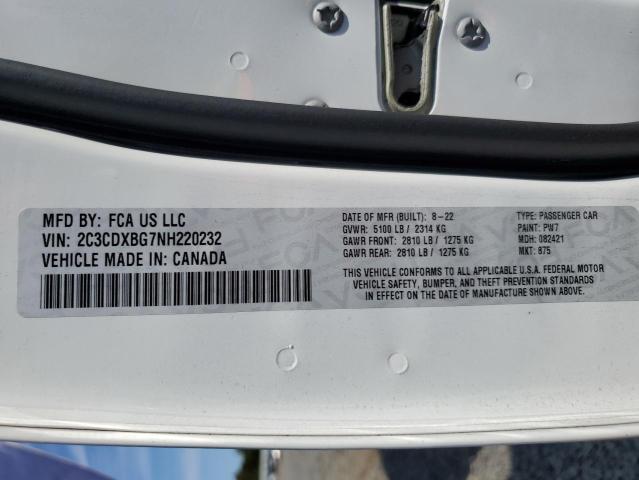 MFD BY: FCA US LLC
VIN: 2C3CDXBG7NH220232
VEHICLE MADE IN: CANADA
DATE OF MFR (BUILT): 8-22
GVWR: 5100 LB / 2314 KG
GAWR FRONT: 2810 LB / 1275 KG
GAWR REAR: 2810 LB / 1275 KG
TYPE: PASSENGER CAR
PAINT: PW7
MDH: 082421
MKT: 875
THIS VEHICLE CONFORMS TO ALL APPLICABLE U.S.A. FEDERAL MOTOR
VEHICLE SAFETY, BUMPER, AND THEFT PREVENTION STANDARDS
IN EFFECT ON THE DATE OF MANUFACTURE SHOWN ABOVE.